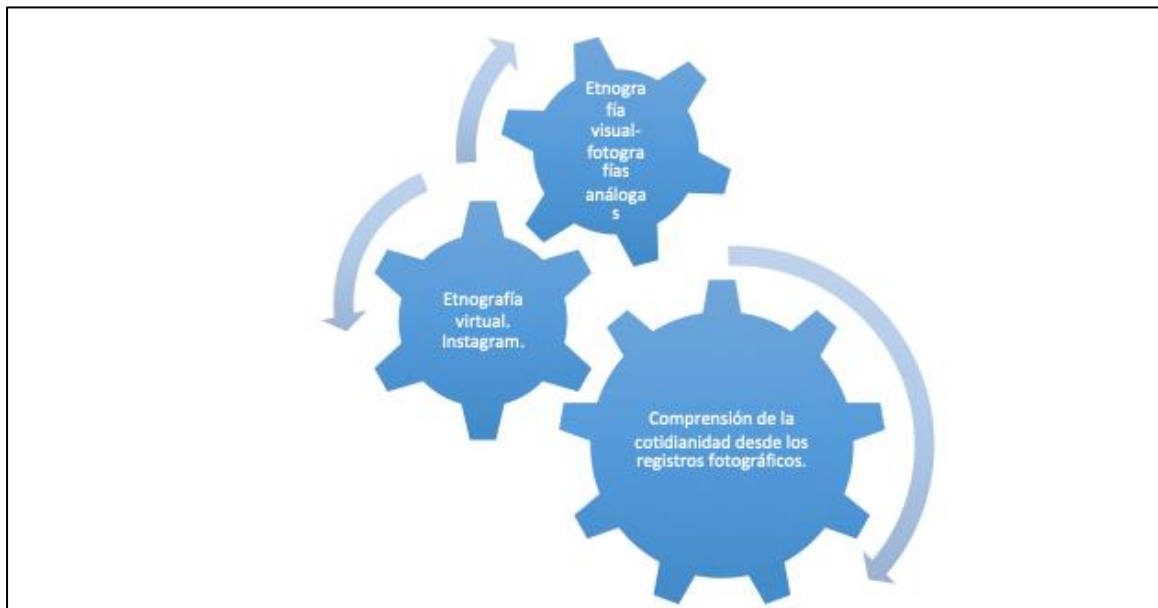 Etnogra
fía
visual-
fotogra
fías
análoga
s
Etnografía
virtual.
Instagram.
Comprensión de la
cotidianidad desde los
registros fotográficos.